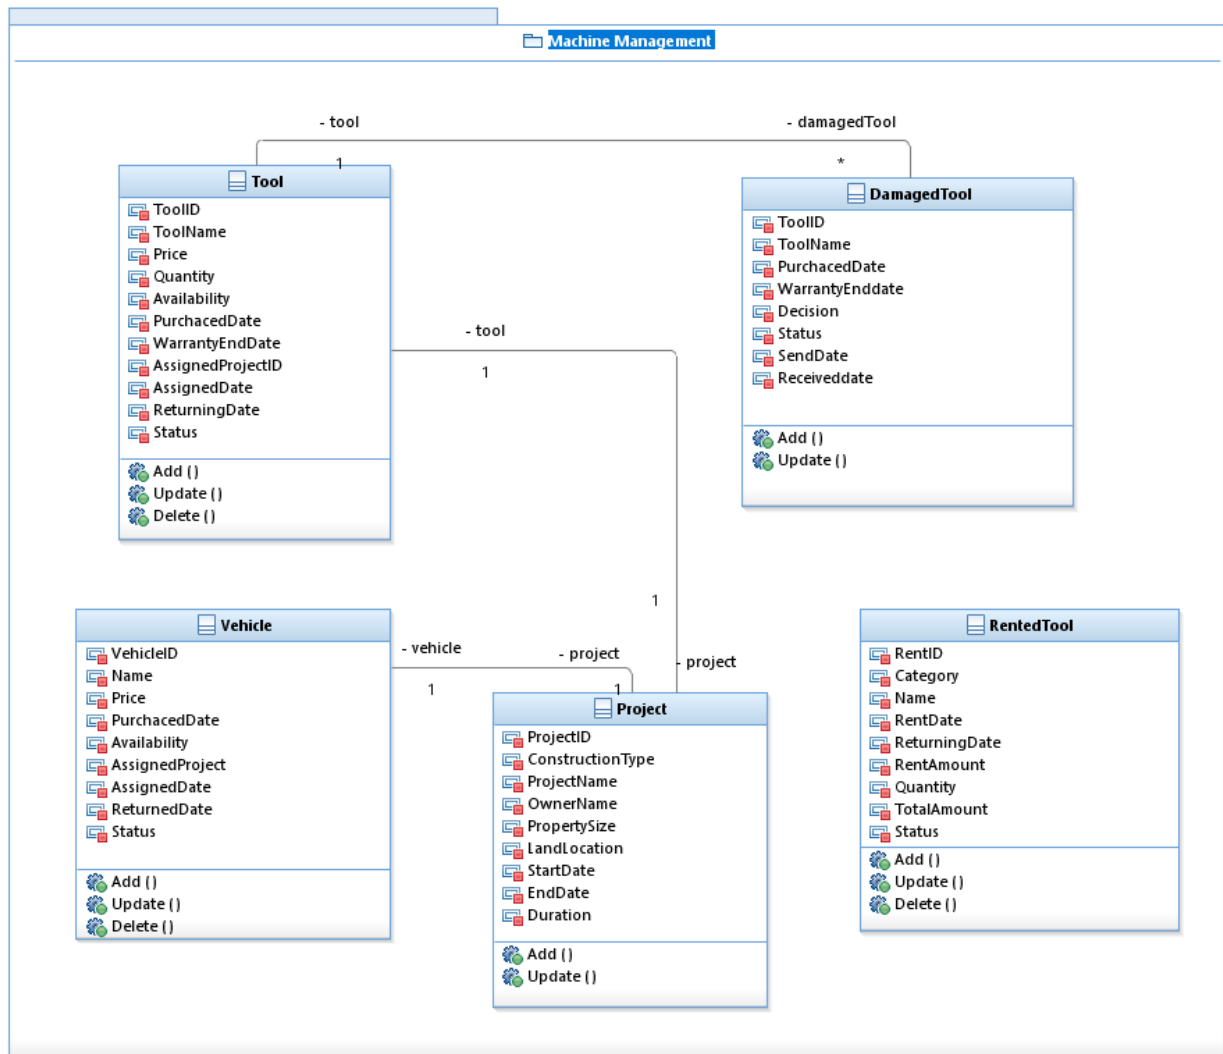 Machine Management
- tool
- damagedTool
1
*
Tool
ToolID
ToolName
Price
Quantity
Availability
PurchacedDate
WarrantyEndDate
AssignedProjectID
AssignedDate
ReturningDate
Status
Add ()
Update ()
Delete ()
DamagedTool
ToolID
ToolName
PurchacedDate
WarrantyEnddate
Decision
Status
SendDate
Receiveddate
Add ()
Update ()
- tool
1
1
- project
Vehicle
VehicleID
Name
Price
PurchacedDate
Availability
AssignedProject
AssignedDate
ReturnedDate
Status
Add ()
Update ()
Delete ()
- vehicle
- project
1
1
Project
ProjectID
ConstructionType
ProjectName
OwnerName
PropertySize
LandLocation
StartDate
EndDate
Duration
Add ()
Update ()
RentedTool
RentID
Category
Name
RentDate
ReturningDate
RentAmount
Quantity
TotalAmount
Status
Add ()
Update ()
Delete ()